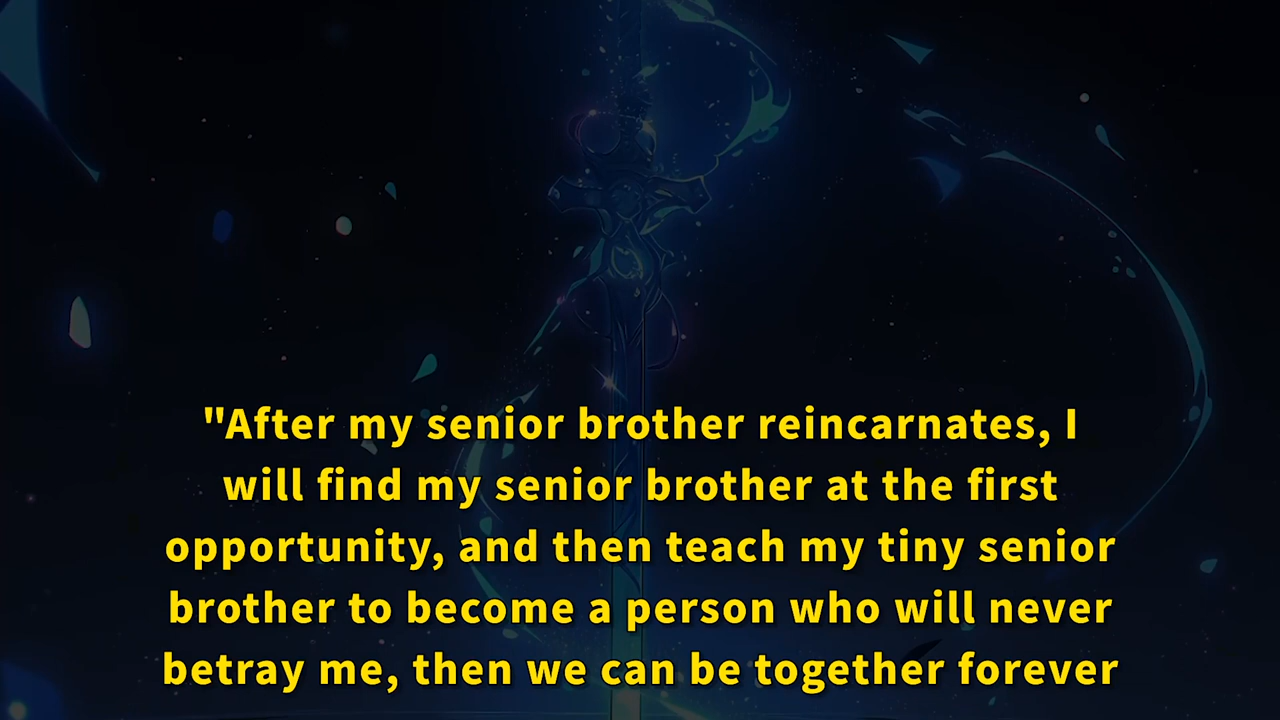 "After my senior brother reincarnates, I
will find my senior brother at the first
opportunity, and then teach my tiny senior
brother to become a person who will never
betray me, then we can be together forever